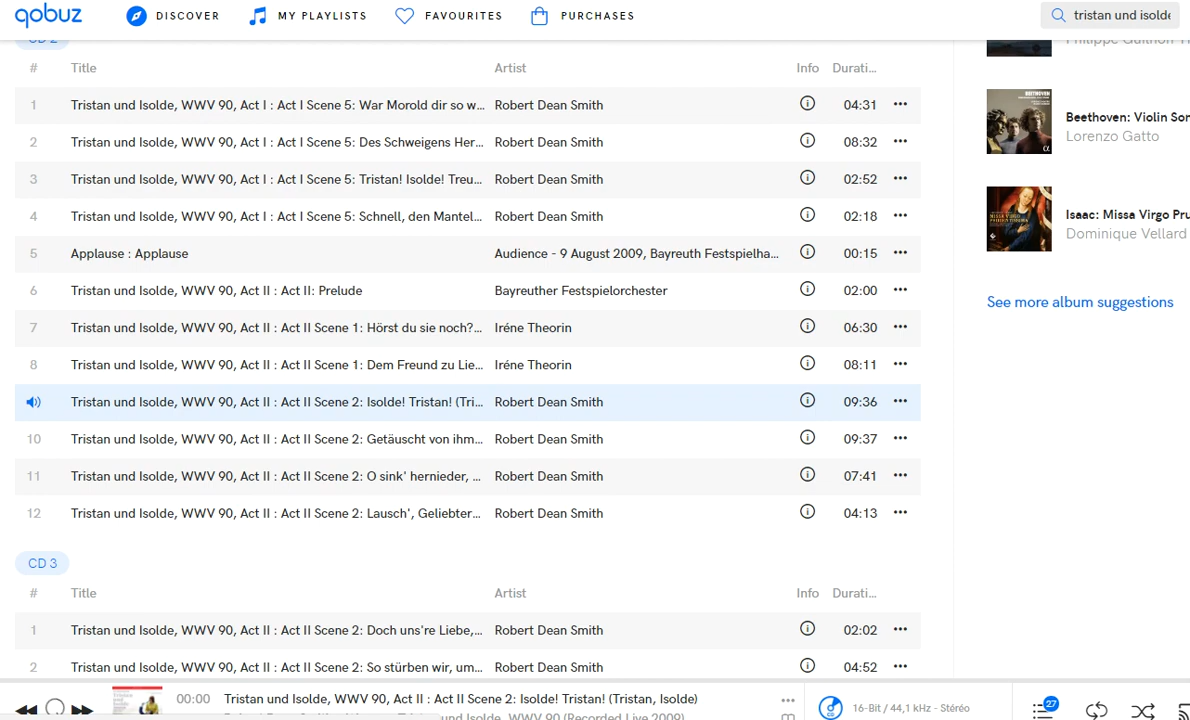 qobuz DISCOVER MY PLAYLISTS FAVOURITES PURCHASES tristan und isolde
CD 2
# Title Artist Info Durati...
1 Tristan und Isolde, WWV 90, Act I : Act I Scene 5: War Morold dir so w... Robert Dean Smith 04:31
2 Tristan und Isolde, WWV 90, Act I : Act I Scene 5: Des Schweigens Her... Robert Dean Smith 08:32
3 Tristan und Isolde, WWV 90, Act I : Act I Scene 5: Tristan! Isolde! Treu... Robert Dean Smith 02:52
4 Tristan und Isolde, WWV 90, Act I : Act I Scene 5: Schnell, den Mantel... Robert Dean Smith 02:18
5 Applause : Applause Audience - 9 August 2009, Bayreuth Festspielha... 00:15
6 Tristan und Isolde, WWV 90, Act II : Act II: Prelude Bayreuther Festspielorchester 02:00
7 Tristan und Isolde, WWV 90, Act II : Act II Scene 1: Hörst du sie noch?... Iréne Theorin 06:30
8 Tristan und Isolde, WWV 90, Act II : Act II Scene 1: Dem Freund zu Lie... Iréne Theorin 08:11
Tristan und Isolde, WWV 90, Act II : Act II Scene 2: Isolde! Tristan! (Tri... Robert Dean Smith 09:36
10 Tristan und Isolde, WWV 90, Act II : Act II Scene 2: Getäuscht von ihm... Robert Dean Smith 09:37
11 Tristan und Isolde, WWV 90, Act II : Act II Scene 2: O sink' hernieder, ... Robert Dean Smith 07:41
12 Tristan und Isolde, WWV 90, Act II : Act II Scene 2: Lausch', Geliebter... Robert Dean Smith 04:13
CD 3
# Title Artist Info Durati...
1 Tristan und Isolde, WWV 90, Act II : Act II Scene 2: Doch uns're Liebe,... Robert Dean Smith 02:02
2 Tristan und Isolde, WWV 90, Act II : Act II Scene 2: So stürben wir, um... Robert Dean Smith 04:52
Philippe
BEETHOVEN
Beethoven: Violin Son
Lorenzo Gatto
MISSA VIRGO
Isaac: Missa Virgo Pru
Dominique Vellard
See more album suggestions
00:00 Tristan und Isolde, WWV 90, Act II : Act II Scene 2: Isolde! Tristan! (Tristan, Isolde)
und Isolde, WWV 90 (Recorded Live 2009)
CD 16-Bit / 44,1 kHz - Stéréo 27